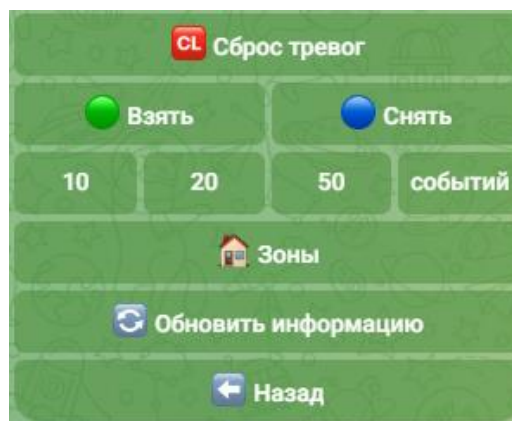 CL Сброс тревог
Взять Снять
10 20 50 событий
Зоны
Обновить информацию
Назад